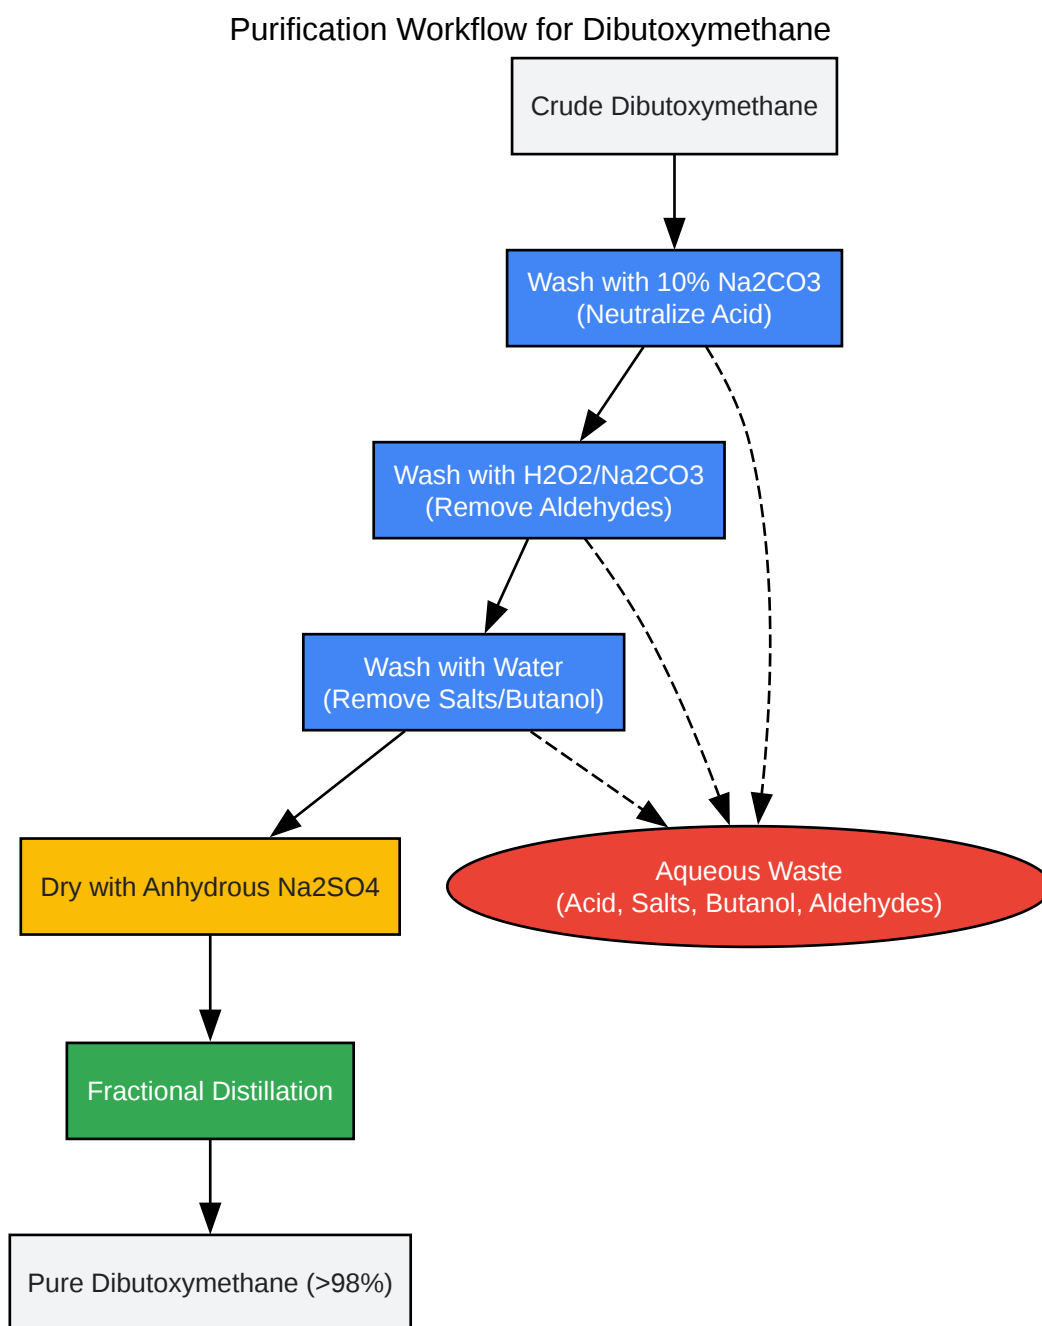 Purification Workflow for Dibutoxymethane
Crude Dibutoxymethane
Wash with 10% Na2CO3
(Neutralize Acid)
Wash with H2O2/Na2CO3
(Remove Aldehydes)
Wash with Water
(Remove Salts/Butanol)
Dry with Anhydrous Na2SO4
Aqueous Waste
(Acid, Salts, Butanol, Aldehydes)
Fractional Distillation
Pure Dibutoxymethane (>98%)